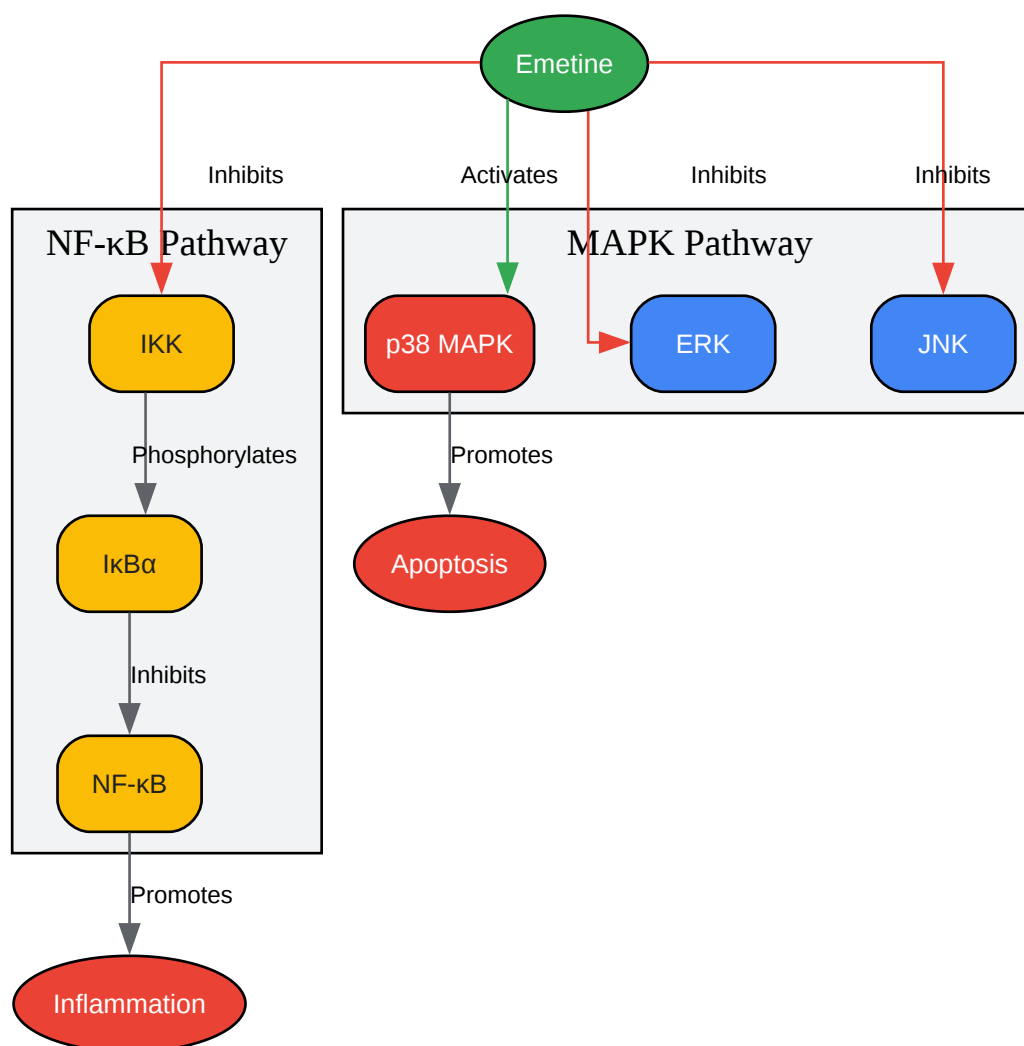 Emetine
Inhibits
Activates
Inhibits
Inhibits
NF-κB Pathway
MAPK Pathway
IKK
p38 MAPK
ERK
JNK
Phosphorylates
Promotes
IκBα
Apoptosis
Inhibits
NF-κB
Promotes
Inflammation